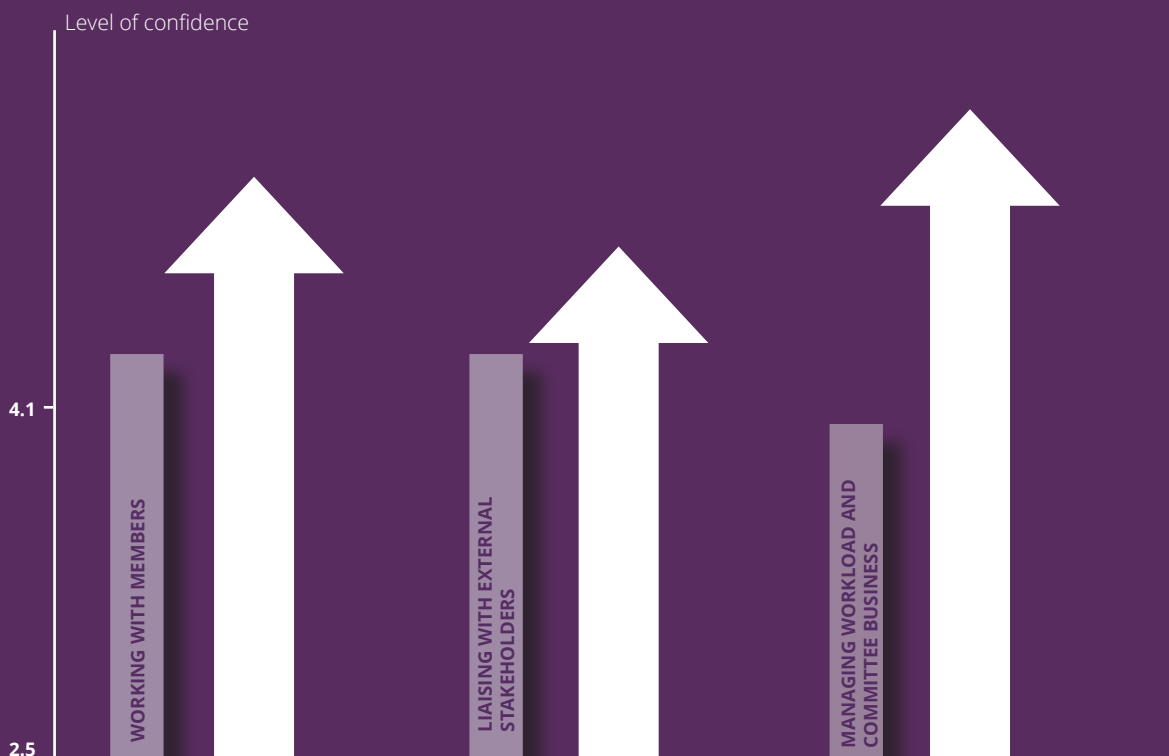 Level of confidence
4.1
WORKING WITH MEMBERS
LIAISING WITH EXTERNAL
STAKEHOLDERS
MANAGING WORKLOAD AND
COMMITTEE BUSINESS
2.5